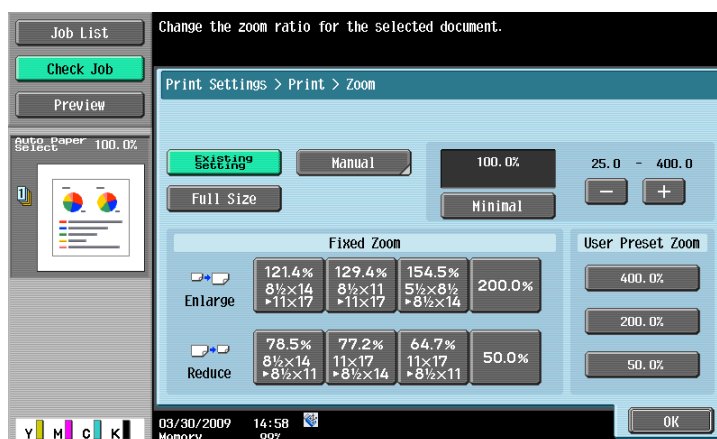 Job List
Check Job
Preview
Auto Paper
Select 100.0%
1
Change the zoom ratio for the selected document.
Print Settings > Print > Zoom
Existing
Setting
Manual
Full Size
100.0%
Minimal
25.0 - 400.0
- +
Fixed Zoom
Enlarge
121.4%
8½×14
▸11×17
129.4%
8½×11
▸11×17
154.5%
5½×8½
▸8½×14
200.0%
Reduce
78.5%
8½×14
▸8½×11
77.2%
11×17
▸8½×14
64.7%
11×17
▸8½×11
50.0%
User Preset Zoom
400.0%
200.0%
50.0%
Y M C K
03/30/2009 14:58
Memory 99%
OK